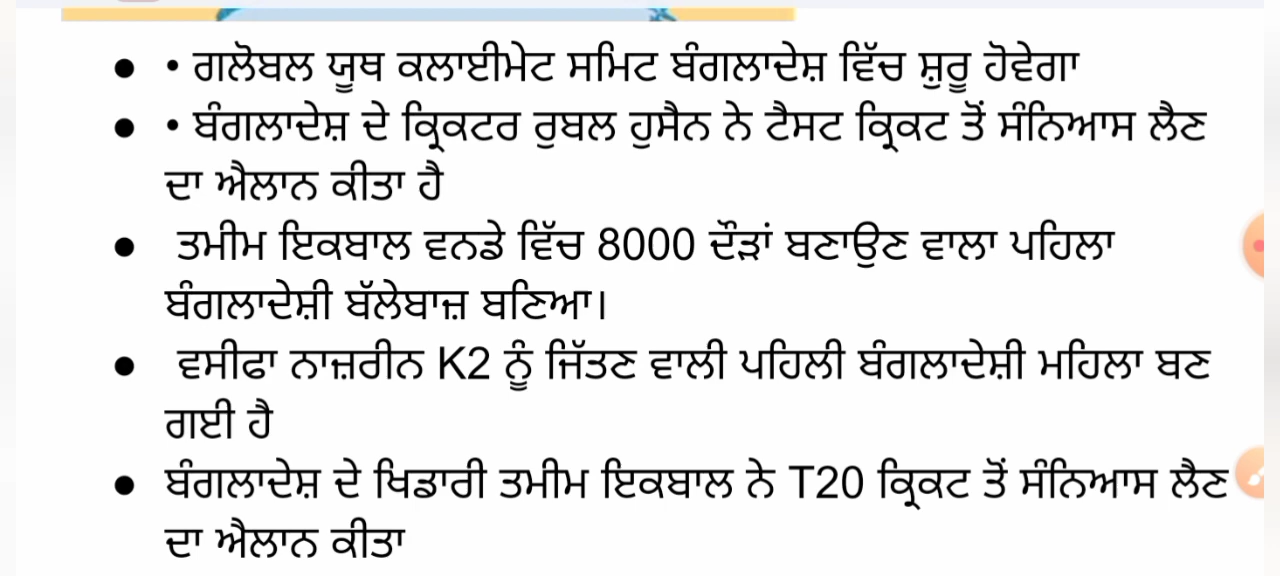 ● • ਗਲੋਬਲ ਯੂਥ ਕਲਾਈਮੇਟ ਸਮਿਟ ਬੰਗਲਾਦੇਸ਼ ਵਿੱਚ ਸ਼ੁਰੂ ਹੋਵੇਗਾ
● • ਬੰਗਲਾਦੇਸ਼ ਦੇ ਕ੍ਰਿਕਟਰ ਰੁਬਲ ਹੁਸੈਨ ਨੇ ਟੈਸਟ ਕ੍ਰਿਕਟ ਤੋਂ ਸੰਨਿਆਸ ਲੈਣ
ਦਾ ਐਲਾਨ ਕੀਤਾ ਹੈ
● ਤਮੀਮ ਇਕਬਾਲ ਵਨਡੇ ਵਿੱਚ 8000 ਦੌੜਾਂ ਬਣਾਉਣ ਵਾਲਾ ਪਹਿਲਾ
ਬੰਗਲਾਦੇਸ਼ੀ ਬੱਲੇਬਾਜ਼ ਬਣਿਆ।
● ਵਸੀਫਾ ਨਾਜ਼ਰੀਨ K2 ਨੂੰ ਜਿੱਤਣ ਵਾਲੀ ਪਹਿਲੀ ਬੰਗਲਾਦੇਸ਼ੀ ਮਹਿਲਾ ਬਣ
ਗਈ ਹੈ
● ਬੰਗਲਾਦੇਸ਼ ਦੇ ਖਿਡਾਰੀ ਤਮੀਮ ਇਕਬਾਲ ਨੇ T20 ਕ੍ਰਿਕਟ ਤੋਂ ਸੰਨਿਆਸ ਲੈਣ
ਦਾ ਐਲਾਨ ਕੀਤਾ